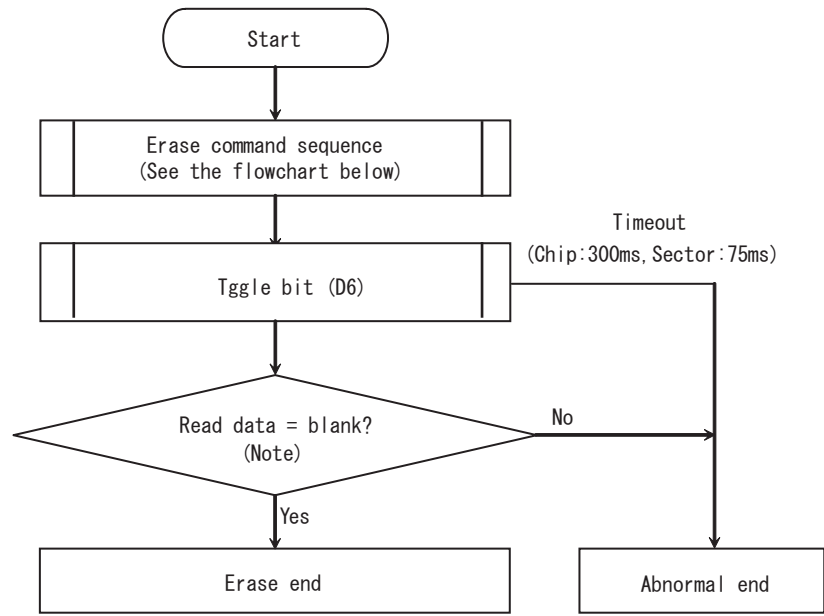 Start
Erase command sequence
(See the flowchart below)
Timeout
(Chip:300ms, Sector:75ms)
Tggle bit (D6)
Read data = blank?
(Note)
No
Yes
Erase end
Abnormal end